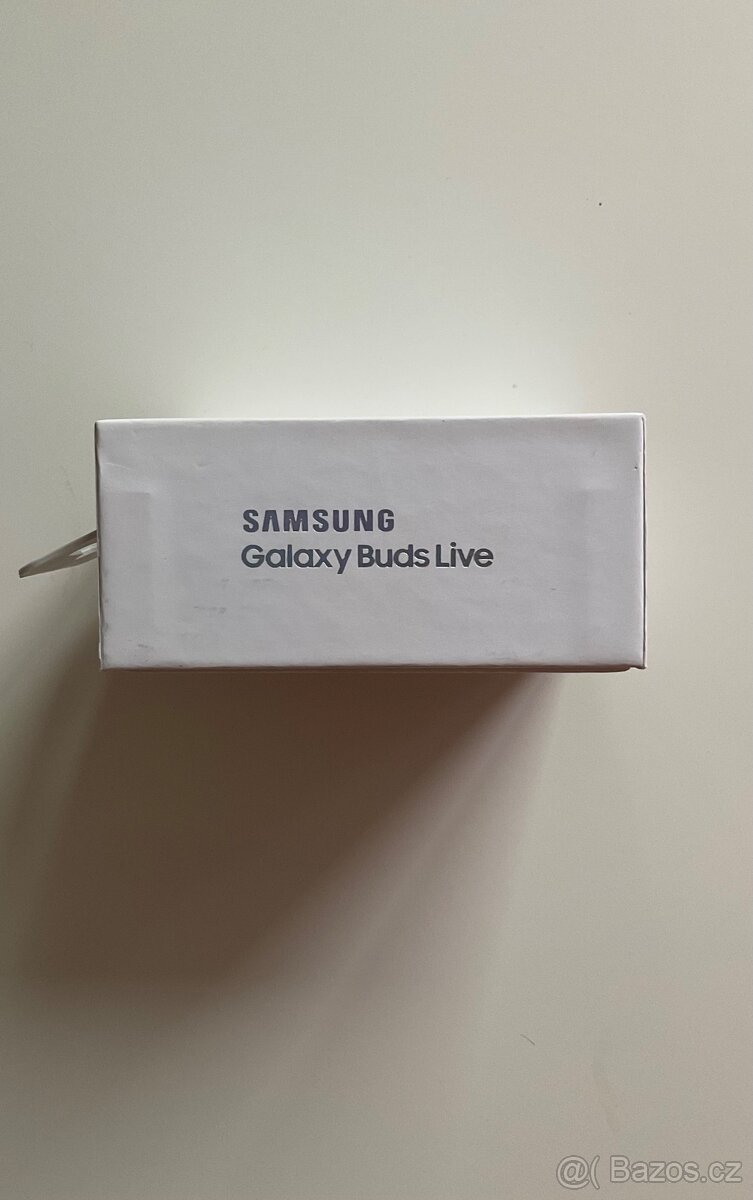 SAMSUNG
Galaxy Buds Live
@( Bazos.cz